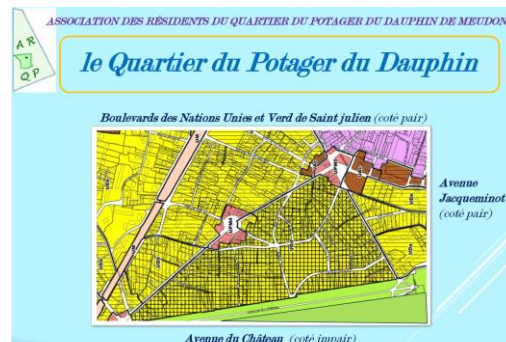 ASSOCIATION DES RÉSIDENTS DU QUARTIER DU POTAGER DU DAUPHIN DE MEUDON
A R
Q P
le Quartier du Potager du Dauphin
Boulevards des Nations Unies et Verd de Saint julien (coté pair)
Avenue
Jacqueminot
(coté pair)
UPM4
Avenue du Château (coté impair)